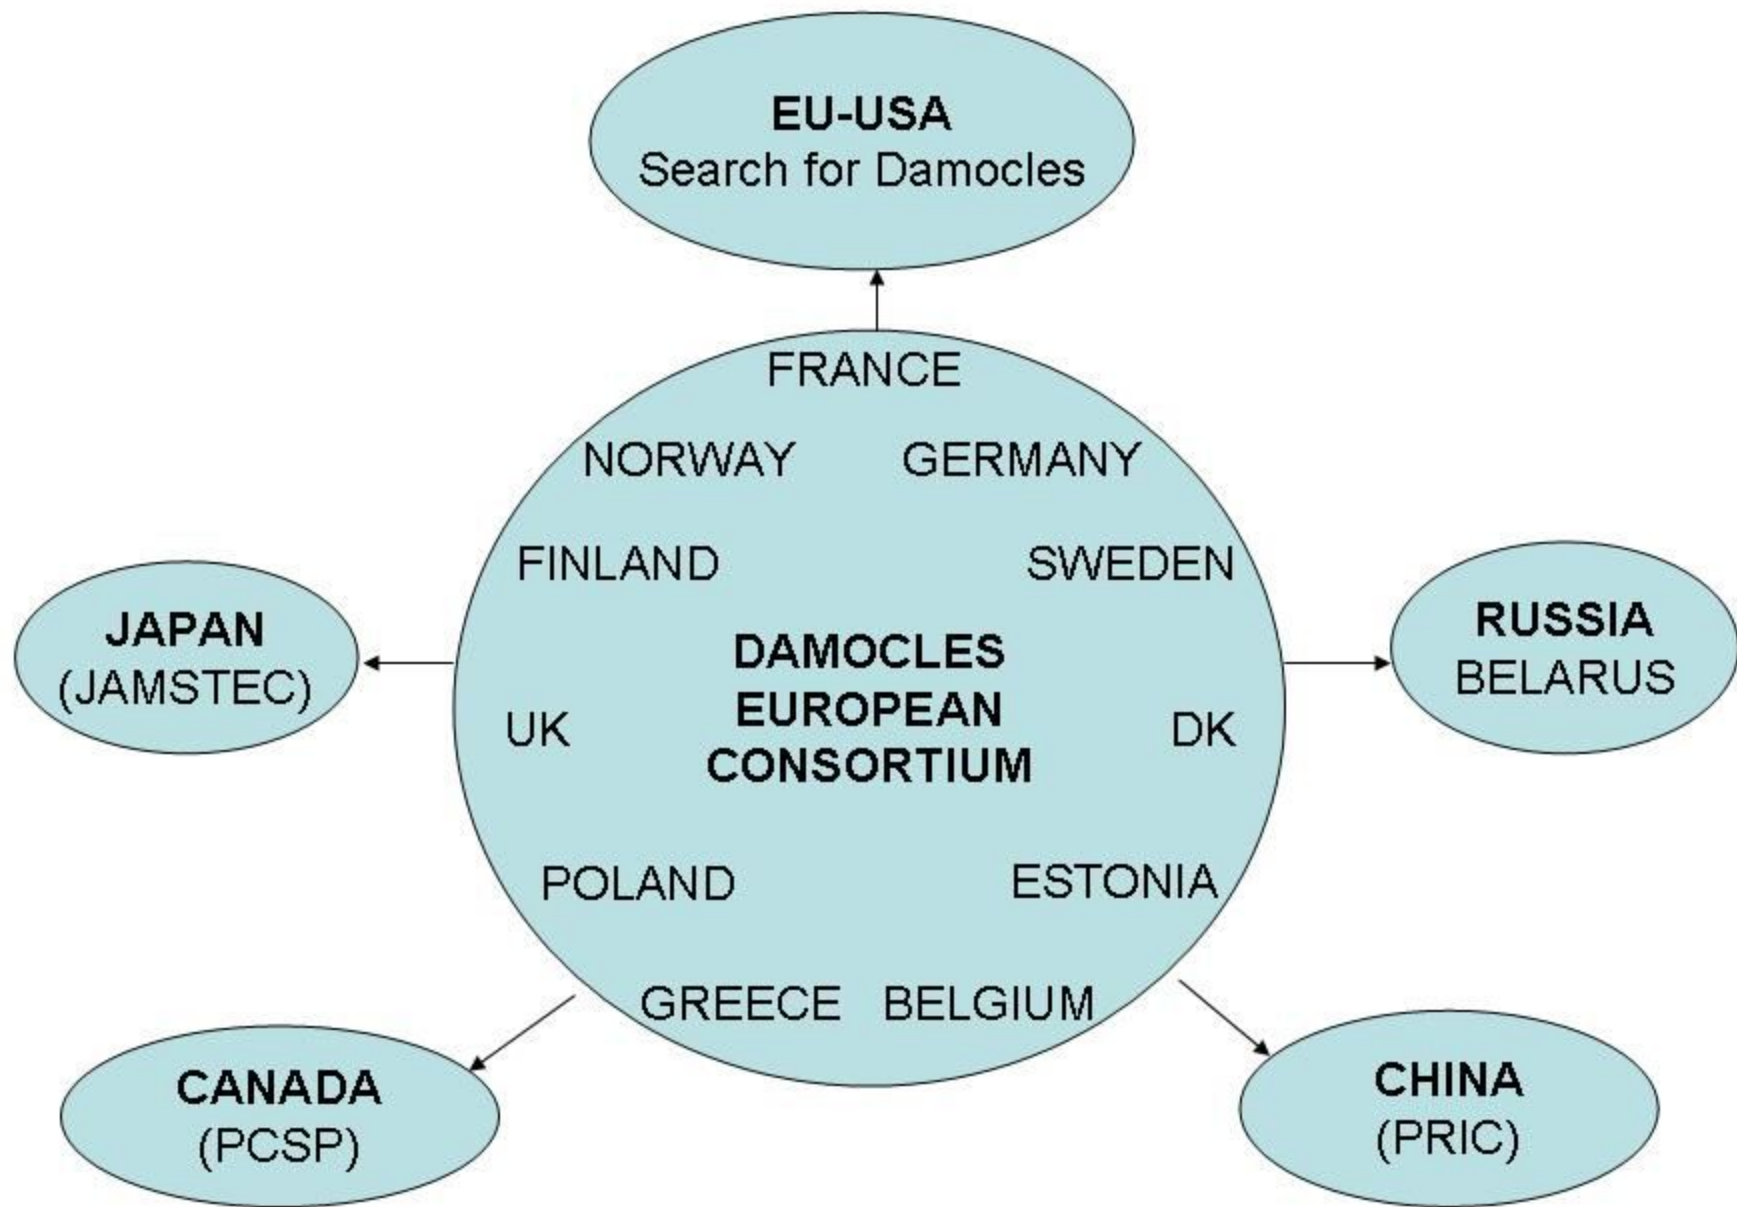 EU-USA
Search for Damocles
FRANCE
NORWAY GERMANY
FINLAND SWEDEN
JAPAN
(JAMSTEC)
DAMOCLES
EUROPEAN
CONSORTIUM
RUSSIA
BELARUS
UK DK
POLAND ESTONIA
GREECE BELGIUM
CANADA
(PCSP)
CHINA
(PRIC)